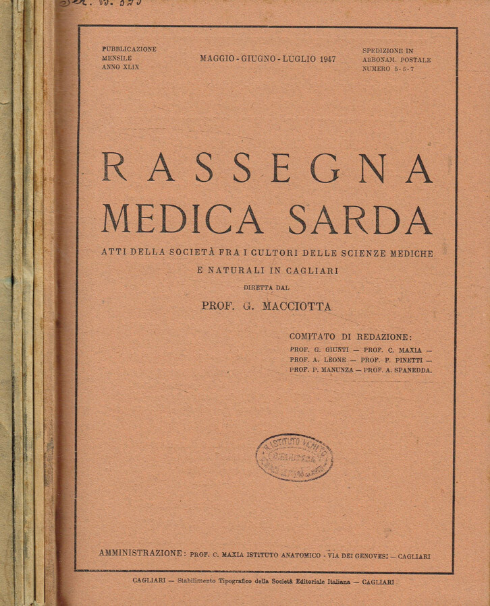 PUBBLICAZIONE
MENSILE
ANNO XLIX
MAGGIO - GIUGNO - LUGLIO 1947
SPEDIZIONE IN
ABBONAM. POSTALE
NUMERO 5-6-7
RASSEGNA
MEDICA SARDA
ATTI DELLA SOCIETÀ FRA I CULTORI DELLE SCIENZE MEDICHE
E NATURALI IN CAGLIARI
DIRETTA DAL
PROF. G. MACCIOTTA
COMITATO DI REDAZIONE:
PROF. G. GIUNTI — PROF. C. MAXIA —
PROF. A. LEONE — PROF. P. PINETTI —
PROF. P. MANUNZA — PROF. A. SPANEDDA.
ISTITUTO VENETO
AMMINISTRAZIONE: PROF. C. MAXIA ISTITUTO ANATOMICO - VIA DEI GENOVESI — CAGLIARI
CAGLIARI — Stabilimento Tipografico della Società Editoriale Italiana — CAGLIARI